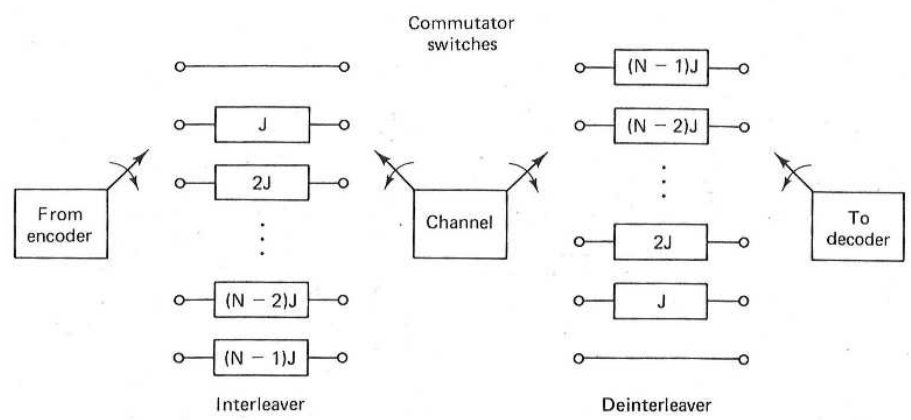 Commutator
switches
J
2J
(N − 2)J
(N − 1)J
Interleaver
From
encoder
Channel
(N − 1)J
(N − 2)J
2J
J
Deinterleaver
To
decoder